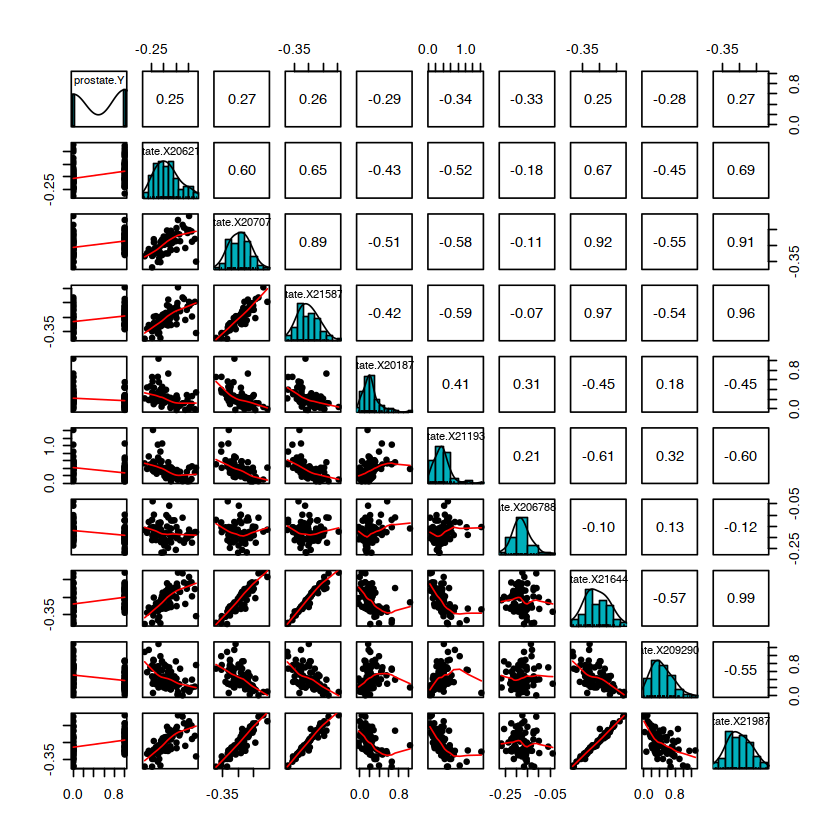 -0.25 -0.35 0.0 1.0 -0.35 -0.35
prostate.Y 0.25 0.27 0.26 -0.29 -0.34 -0.33 0.25 -0.28 0.27 0.0 0.8
-0.25 tate.X20621 0.60 0.65 -0.43 -0.52 -0.18 0.67 -0.45 0.69
tate.X20707 0.89 -0.51 -0.58 -0.11 0.92 -0.55 0.91 -0.35
-0.35 tate.X21587 -0.42 -0.59 -0.07 0.97 -0.54 0.96
tate.X20187 0.41 0.31 -0.45 0.18 -0.45 0.0 0.8
0.0 1.0 tate.X21193 0.21 -0.61 0.32 -0.60
tate.X206788 -0.10 0.13 -0.12 -0.25 -0.05
-0.35 tate.X21644 -0.57 0.99
tate.X209290 -0.55 0.0 0.8
-0.35 tate.X21987
0.0 0.8 -0.35 0.0 0.8 -0.25 -0.05 0.0 0.8